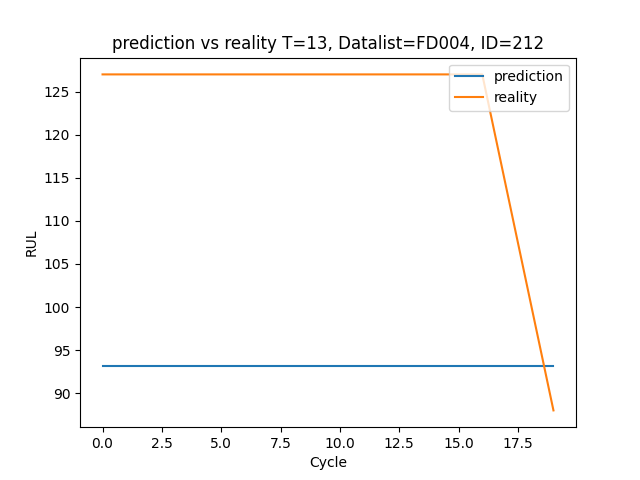 prediction vs reality T=13, Datalist=FD004, ID=212
prediction
reality
RUL
125
120
115
110
105
100
95
90
0.0 2.5 5.0 7.5 10.0 12.5 15.0 17.5
Cycle